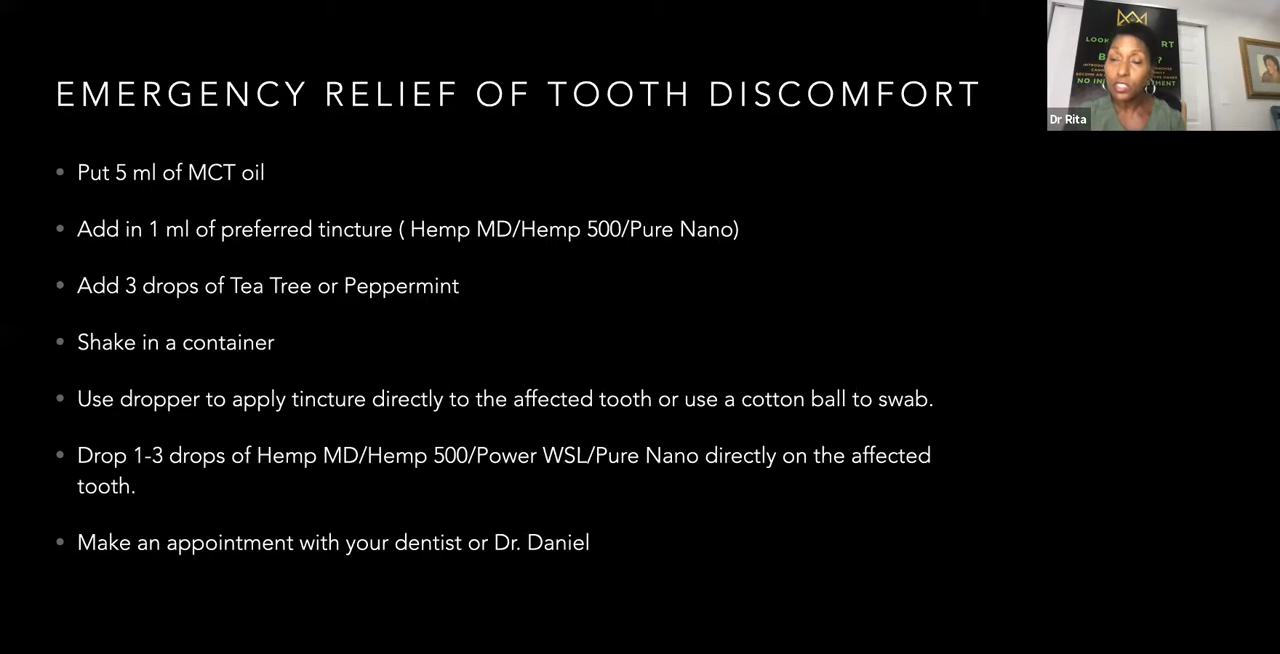 EMERGENCY RELIEF OF TOOTH DISCOMFORT
Put 5 ml of MCT oil
Add in 1 ml of preferred tincture ( Hemp MD/Hemp 500/Pure Nano)
Add 3 drops of Tea Tree or Peppermint
Shake in a container
Use dropper to apply tincture directly to the affected tooth or use a cotton ball to swab.
Drop 1-3 drops of Hemp MD/Hemp 500/Power WSL/Pure Nano directly on the affected
tooth.
Make an appointment with your dentist or Dr. Daniel
Dr Rita